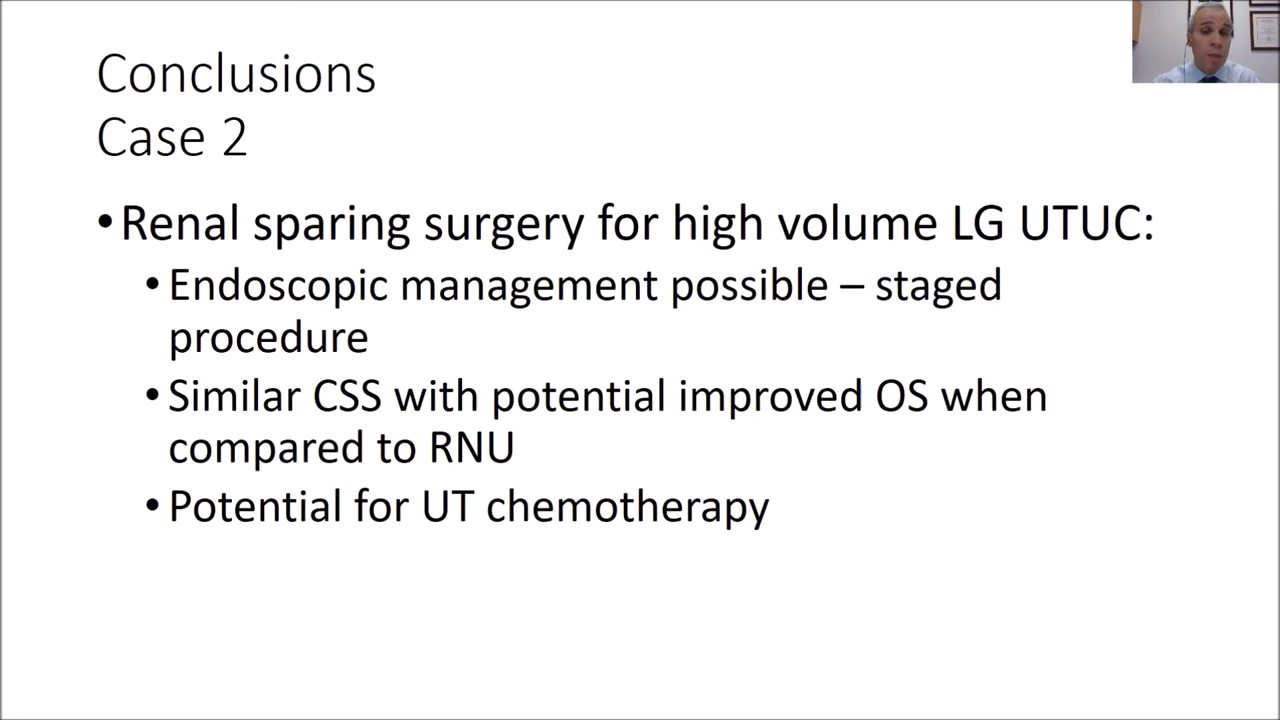 Conclusions
Case 2
•Renal sparing surgery for high volume LG UTUC:
•Endoscopic management possible – staged
procedure
•Similar CSS with potential improved OS when
compared to RNU
•Potential for UT chemotherapy